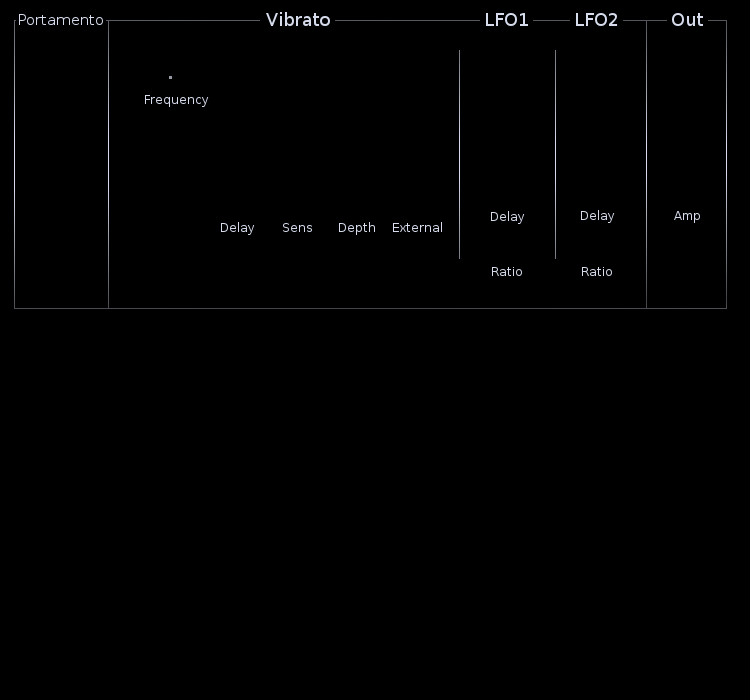 Portamento Vibrato LFO1 LFO2 Out
Frequency
Delay Sens Depth External Delay Delay Amp
Ratio Ratio